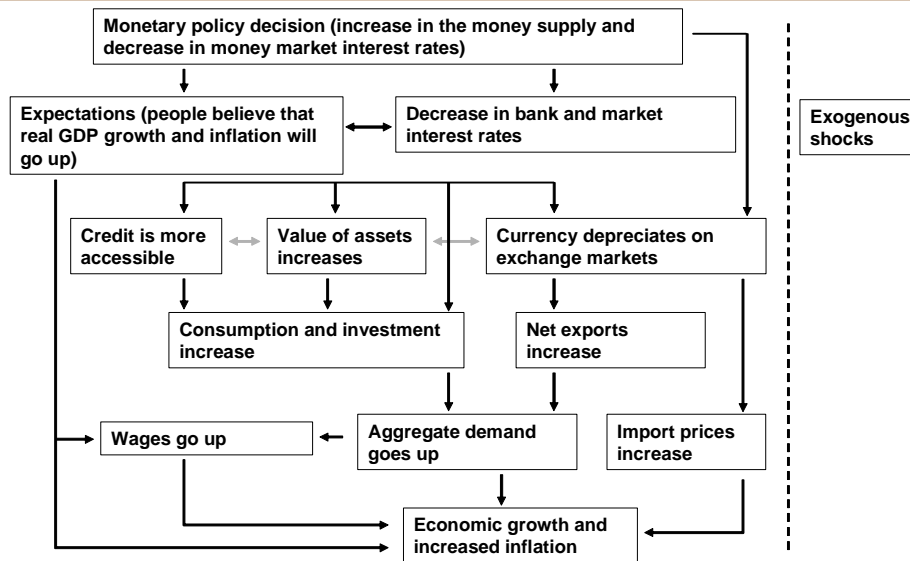 Monetary policy decision (increase in the money supply and
decrease in money market interest rates)
Expectations (people believe that
real GDP growth and inflation will
go up)
Decrease in bank and market
interest rates
Exogenous
shocks
Credit is more
accessible
Value of assets
increases
Currency depreciates on
exchange markets
Consumption and investment
increase
Net exports
increase
Wages go up
Aggregate demand
goes up
Import prices
increase
Economic growth and
increased inflation